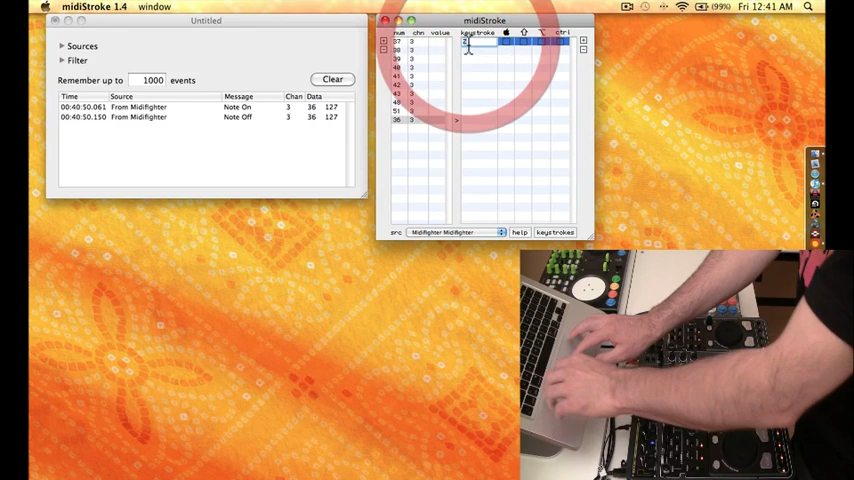 midiStroke 1.4 window
(99%) Fri 12:41 AM
Untitled
Sources
Filter
Remember up to 1000 events
Clear
Time Source Message Chan Data
00:40:50.061 From Midifighter Note On 3 36 127
00:40:50.150 From Midifighter Note Off 3 36 127
midiStroke
num chn value keystroke ctrl
37 3
38 3
39 3
40 3
41 3
42 3
43 3
48 3
51 3
36 3 >
src Midifighter Midifighter help keystrokes